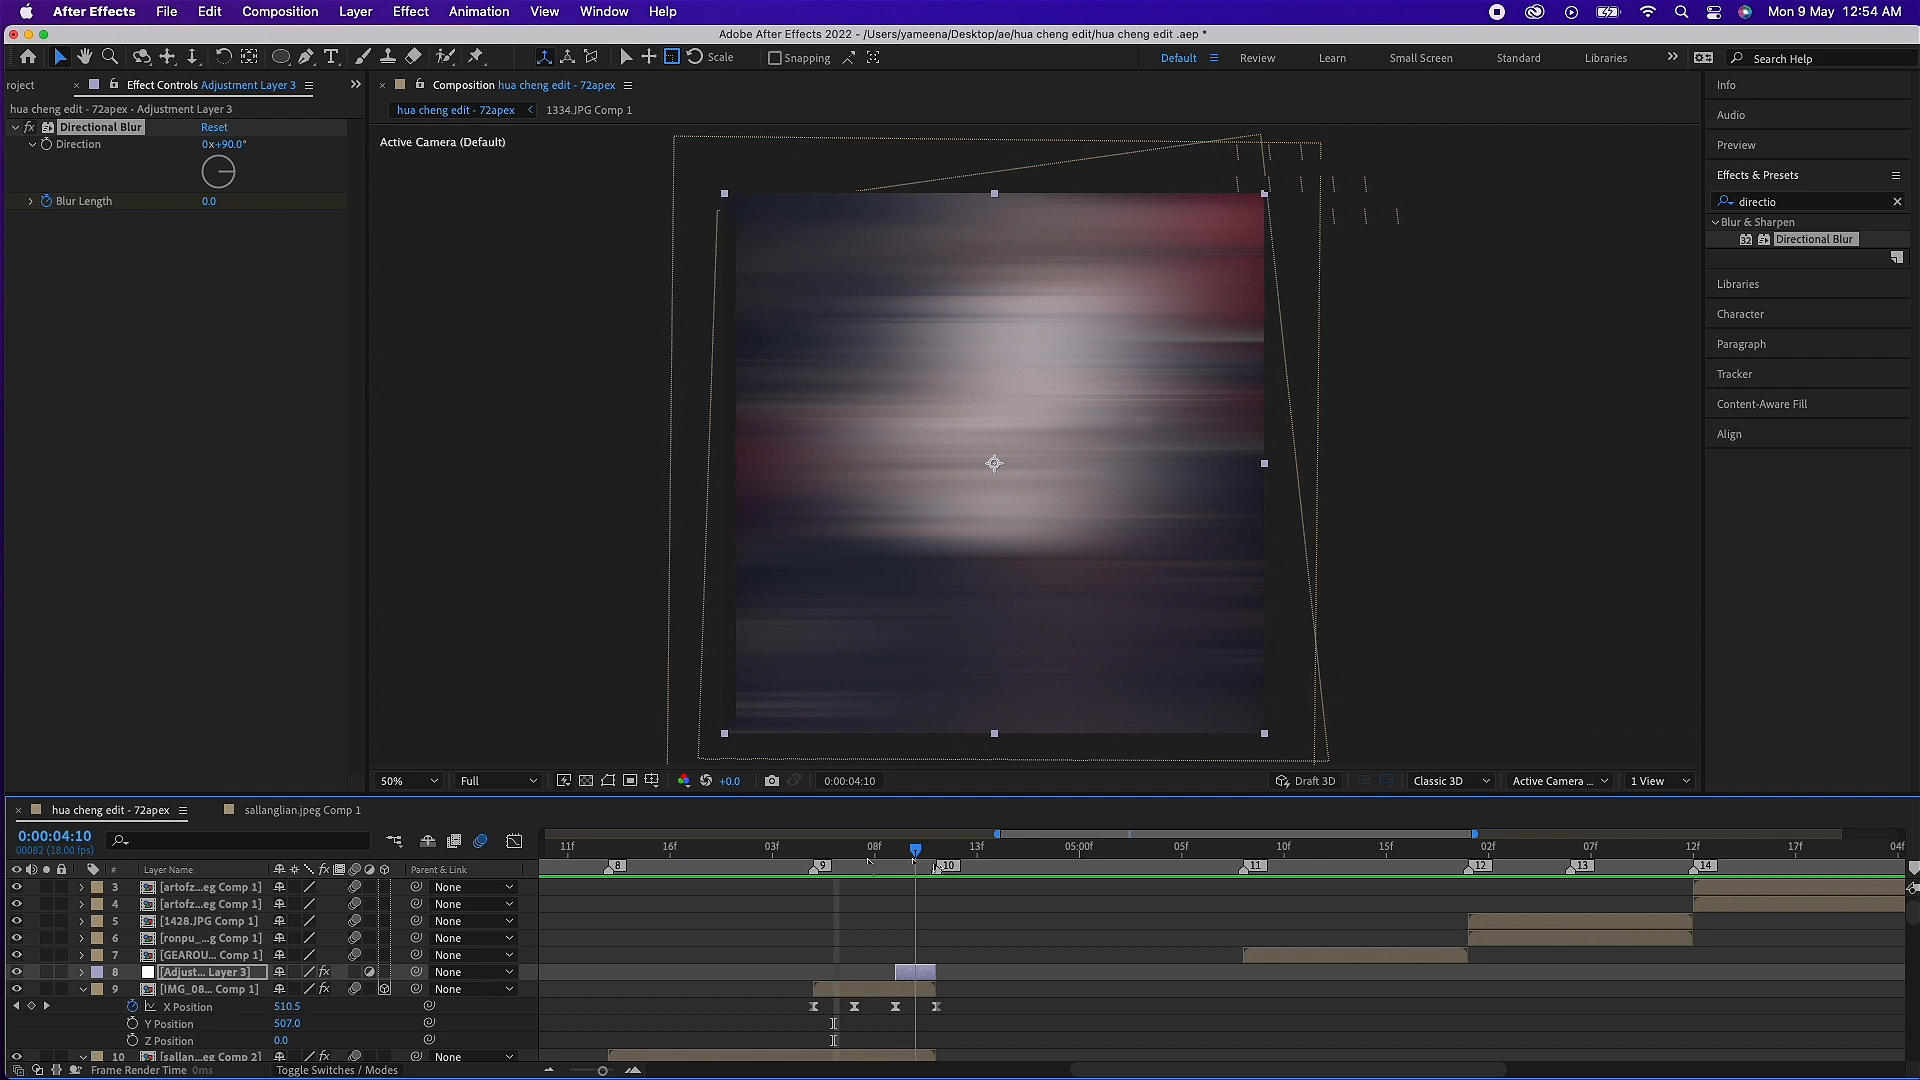 After Effects File Edit Composition Layer Effect Animation View Window Help Mon 9 May 12:54 AM
Adobe After Effects 2022 - /Users/yameena/Desktop/ae/hua cheng edit/hua cheng edit .aep *
Scale Snapping Default Review Learn Small Screen Standard Libraries Search Help
roject Effect Controls Adjustment Layer 3 Composition hua cheng edit - 72apex Info
hua cheng edit - 72apex • Adjustment Layer 3 hua cheng edit - 72apex 1334.JPG Comp 1
Audio
fx Directional Blur Reset
Direction 0x+90.0° Active Camera (Default) Preview
Effects & Presets
Blur Length 0.0 directio
Blur & Sharpen
32 Directional Blur
Libraries
Character
Paragraph
Tracker
Content-Aware Fill
Align
50% Full +0.0 0:00:04:10 Draft 3D Classic 3D Active Camera ... 1 View
hua cheng edit - 72apex sallanglian.jpeg Comp 1
0:00:04:10
00082 (18.00 fps) 11f 16f 03f 08f 13f 05:00f 05f 10f 15f 02f 07f 12f 17f 04f
# Layer Name fx Parent & Link 8 9 10 11 12 13 14
3 [artofz...eg Comp 1] None
4 [artofz...eg Comp 1] None
5 [1428.JPG Comp 1] None
6 [ronpu_...g Comp 1] None
7 [GEAROU... Comp 1] None
8 [Adjust... Layer 3] fx None
9 [IMG_08... Comp 1] fx None
X Position 510.5
Y Position 507.0
Z Position 0.0
10 [sallan...eg Comp 2] fx None
Frame Render Time 0ms Toggle Switches / Modes